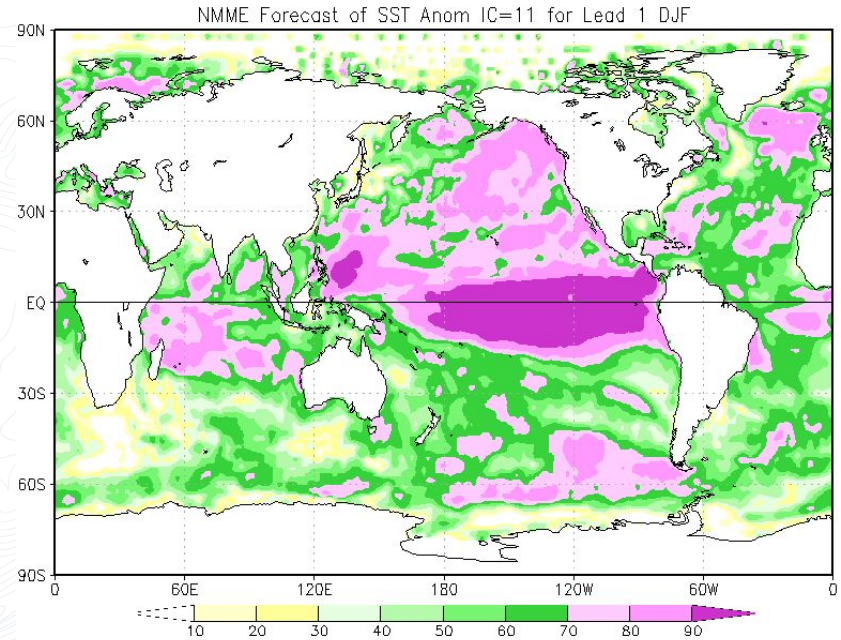 NMME Forecast of SST Anom IC=11 for Lead 1 DJF
90N
60N
30N
EQ
30S
60S
90S
0 60E 120E 180 120W 60W 0
10 20 30 40 50 60 70 80 90